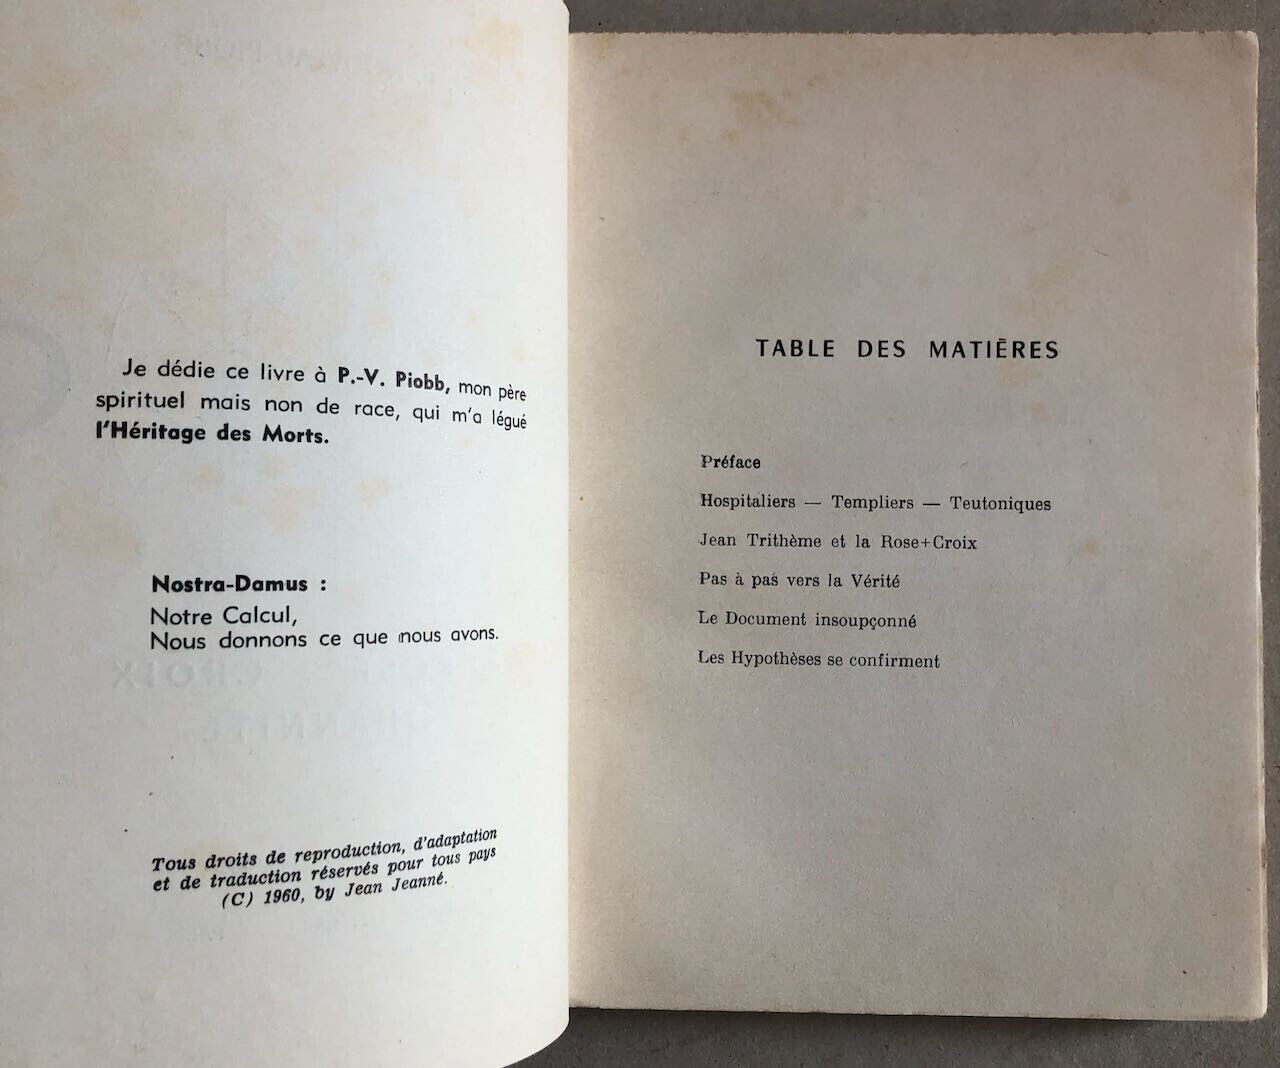 Je dédie ce livre à P.-V. Piobb, mon père
spirituel mais non de race, qui m'a légué
l'Héritage des Morts.
Nostra-Damus :
Notre Calcul,
Nous donnons ce que nous avons.
Tous droits de reproduction, d'adaptation
et de traduction réservés pour tous pays
(C) 1960, by Jean Jeanné.
TABLE DES MATIÈRES
Préface
Hospitaliers — Templiers — Teutoniques
Jean Trithème et la Rose+Croix
Pas à pas vers la Vérité
Le Document insoupçonné
Les Hypothèses se confirment